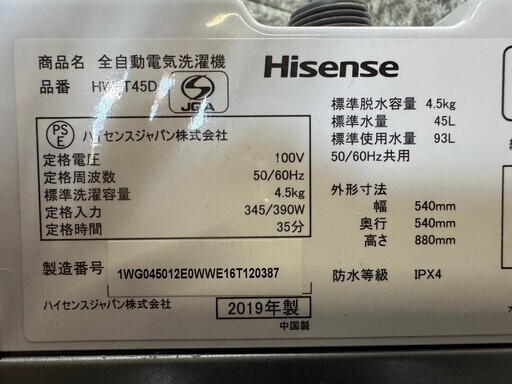 商品名 全自動電気洗濯機
品番 HW-T45D
JQA
Hisense
PS
E
ハイセンスジャパン株式会社
定格電圧 100V
定格周波数 50/60Hz
標準洗濯容量 4.5kg
定格入力 345/390W
定格時間 35分
標準脱水容量 4.5kg
標準水量 45L
標準使用水量 93L
50/60Hz共用
外形寸法
幅 540mm
奥行 540mm
高さ 880mm
防水等級 IPX4
製造番号 1WG045012E0WWE16T120387
ハイセンスジャパン株式会社
2019年製
中国製